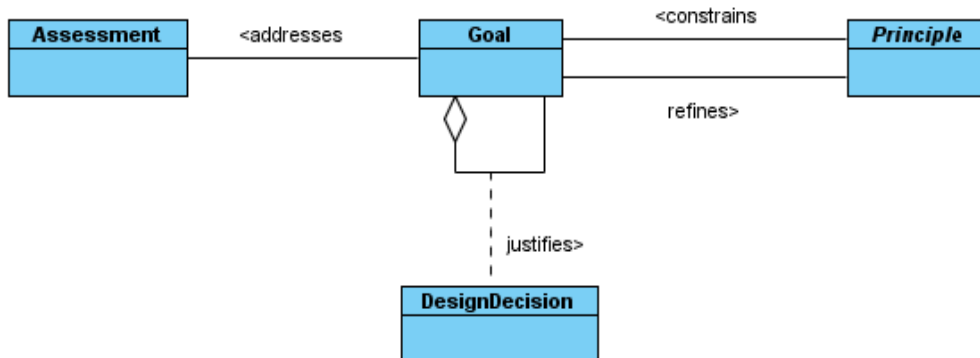 Assessment
<addresses
Goal
<constrains
Principle
refines>
justifies>
DesignDecision